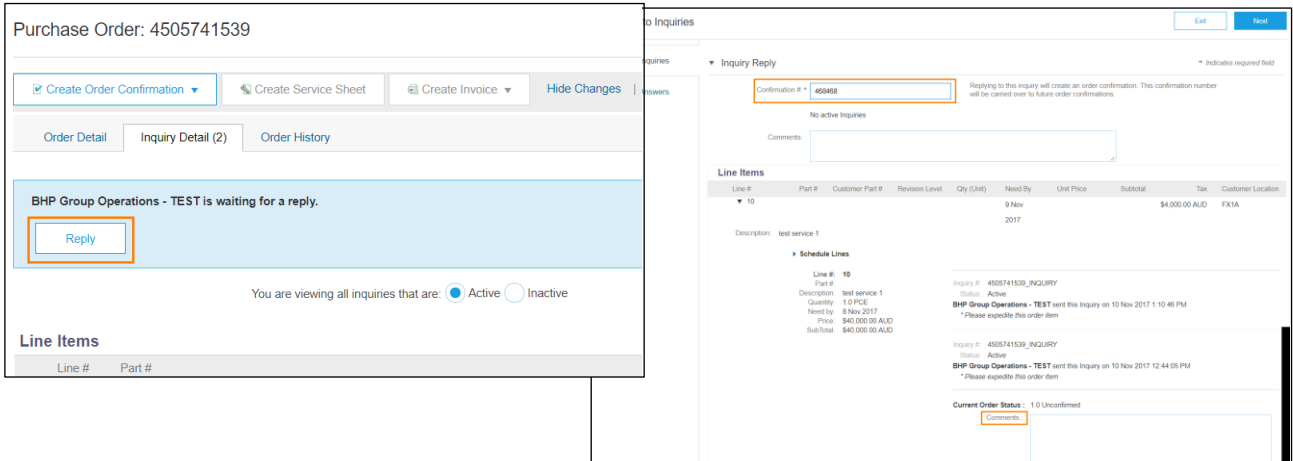 Purchase Order: 4505741539
Create Order Confirmation ▼
Create Service Sheet
Create Invoice ▼
Hide Changes |
Order Detail
Inquiry Detail (2)
Order History
BHP Group Operations - TEST is waiting for a reply.
Reply
You are viewing all inquiries that are: Active Inactive
Line Items
Line # Part #
to Inquiries
Exit
Next
nquiries
nswers
▼ Inquiry Reply
* Indicates required field
Confirmation #: * 468468
Replying to this inquiry will create an order confirmation. This confirmation number
will be carried over to future order confirmations.
No active Inquiries
Comments:
Line Items
Line # Part # Customer Part # Revision Level Qty (Unit) Need By Unit Price Subtotal Tax Customer Location
▼ 10 9 Nov $4,000.00 AUD FX1A
2017
Description: test service 1
▶ Schedule Lines
Line #: 10
Part #:
Description: test service 1
Quantity: 1.0 PCE
Need by: 8 Nov 2017
Price: $40,000.00 AUD
SubTotal: $40,000.00 AUD
Inquiry #: 4505741539_INQUIRY
Status: Active
BHP Group Operations - TEST sent this Inquiry on 10 Nov 2017 1:10:46 PM
* Please expedite this order item
Inquiry #: 4505741539_INQUIRY
Status: Active
BHP Group Operations - TEST sent this Inquiry on 10 Nov 2017 12:44:05 PM
* Please expedite this order item
Current Order Status : 1.0 Unconfirmed
Comments :